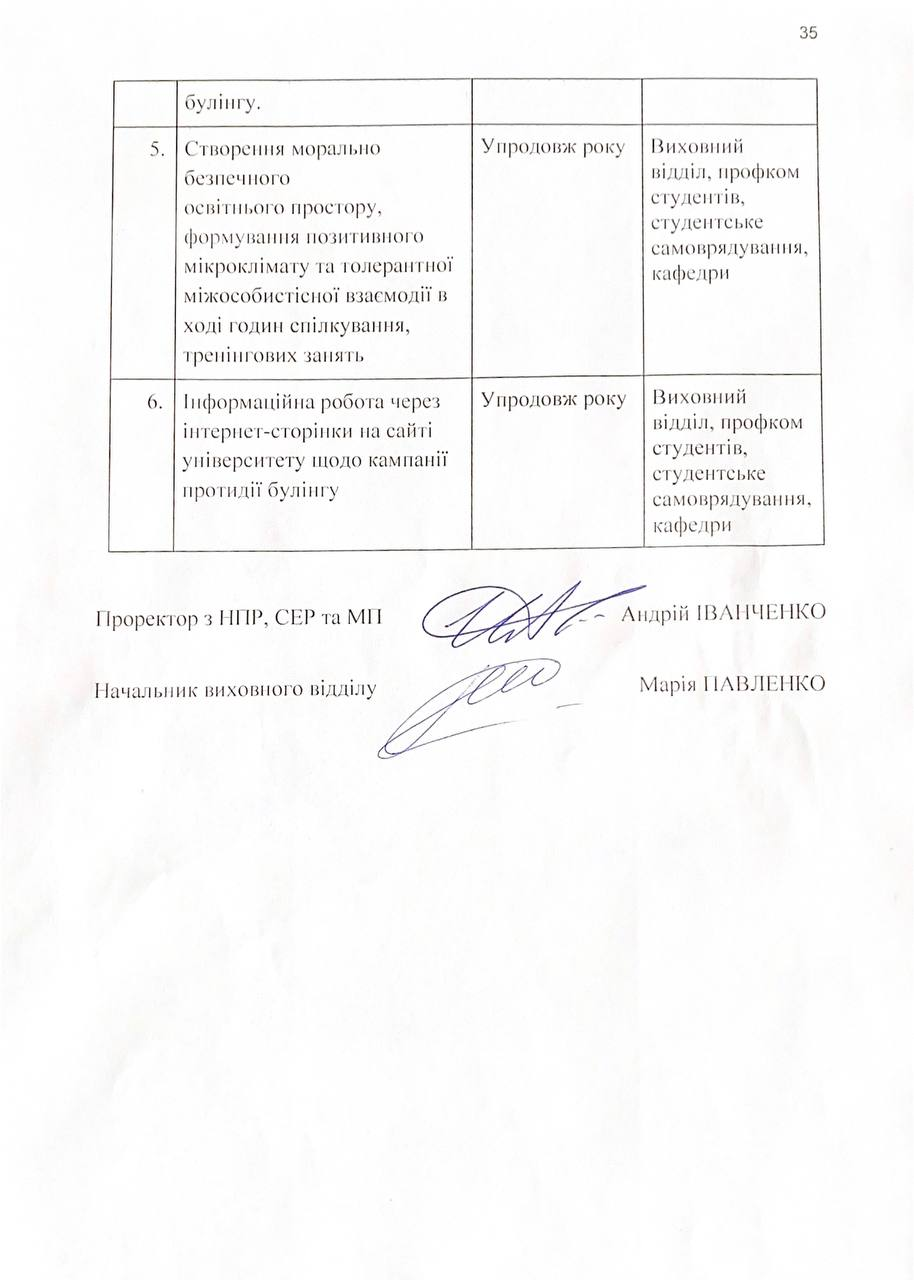 35
булінгу.
5. Створення морально
безпечного
освітнього простору,
формування позитивного
мікроклімату та толерантної
міжособистісної взаємодії в
ході годин спілкування,
тренінгових занять
Упродовж року
Виховний
відділ, профком
студентів,
студентське
самоврядування,
кафедри
6. Інформаційна робота через
інтернет-сторінки на сайті
університету щодо кампанії
протидії булінгу
Упродовж року
Виховний
відділ, профком
студентів,
студентське
самоврядування,
кафедри
Проректор з НПР, СЕР та МП Андрій ІВАНЧЕНКО
Начальник виховного відділу Марія ПАВЛЕНКО